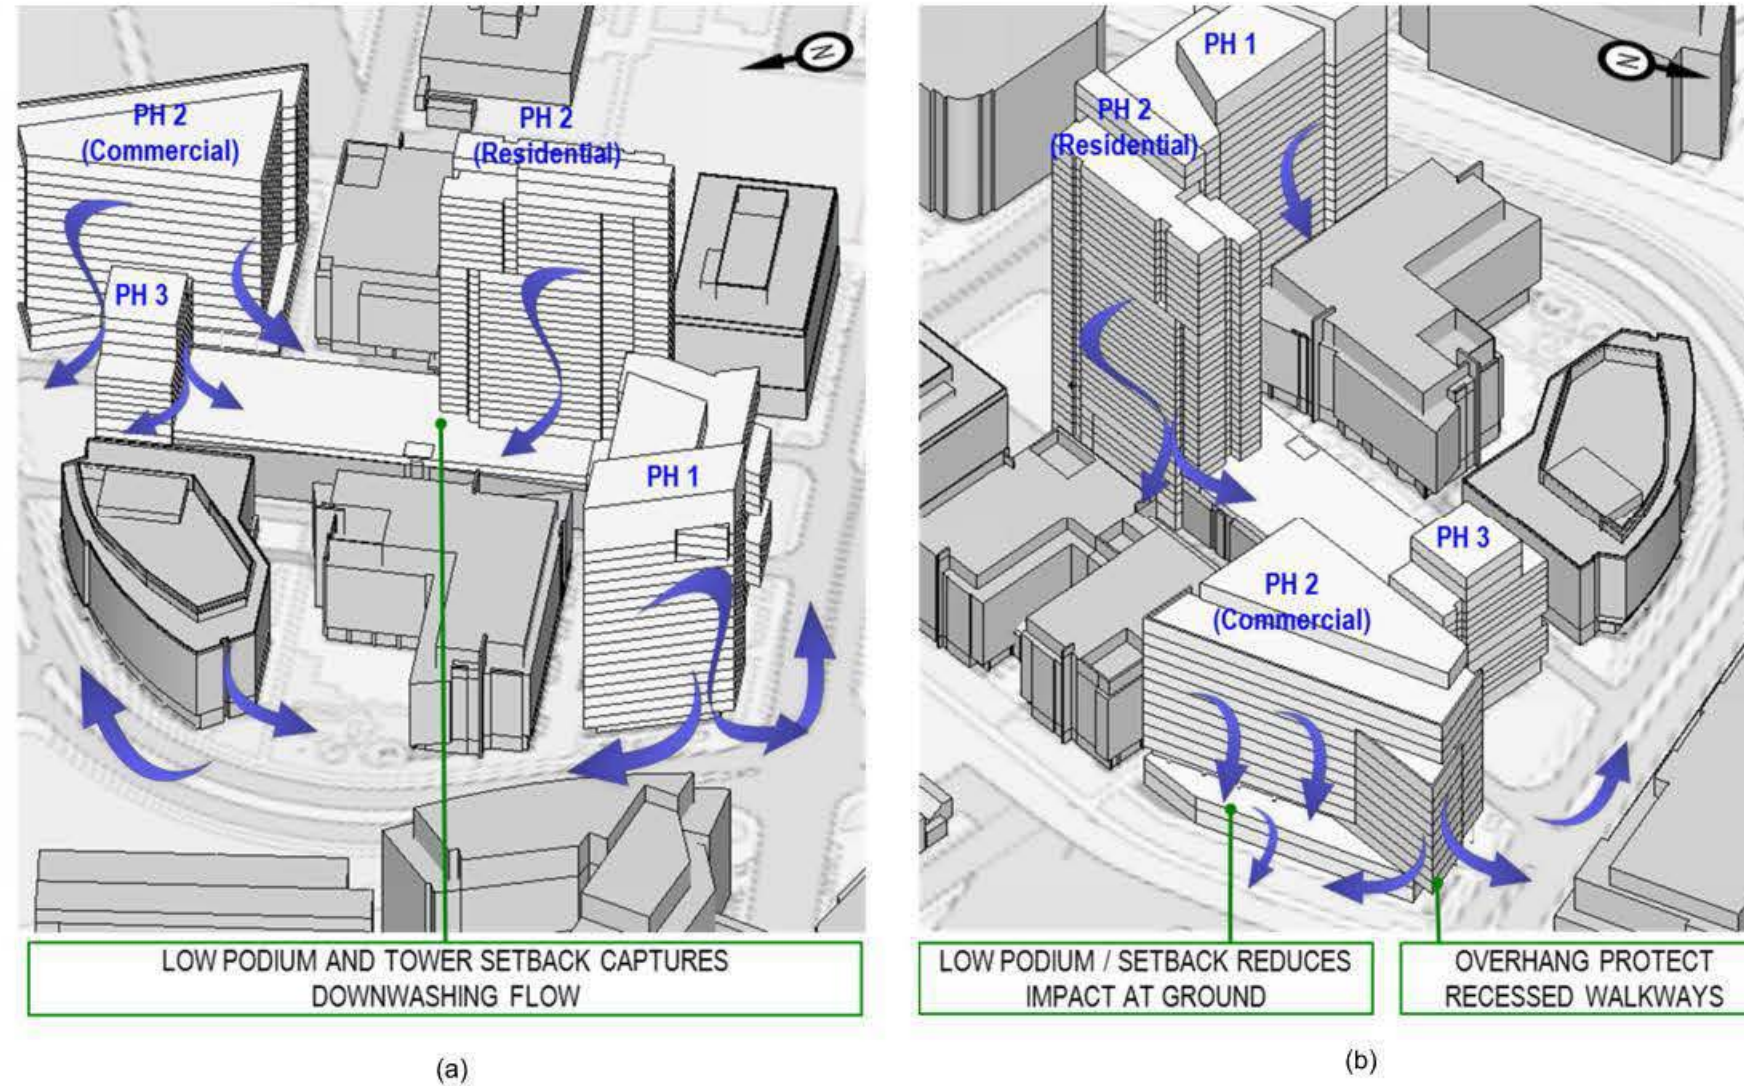 N
PH 2
(Commercial)
PH 2
(Residential)
PH 3
PH 1
LOW PODIUM AND TOWER SETBACK CAPTURES
DOWNWASHING FLOW
(a)
N
PH 1
PH 2
(Residential)
PH 3
PH 2
(Commercial)
LOW PODIUM / SETBACK REDUCES
IMPACT AT GROUND
OVERHANG PROTECT
RECESSED WALKWAYS
(b)